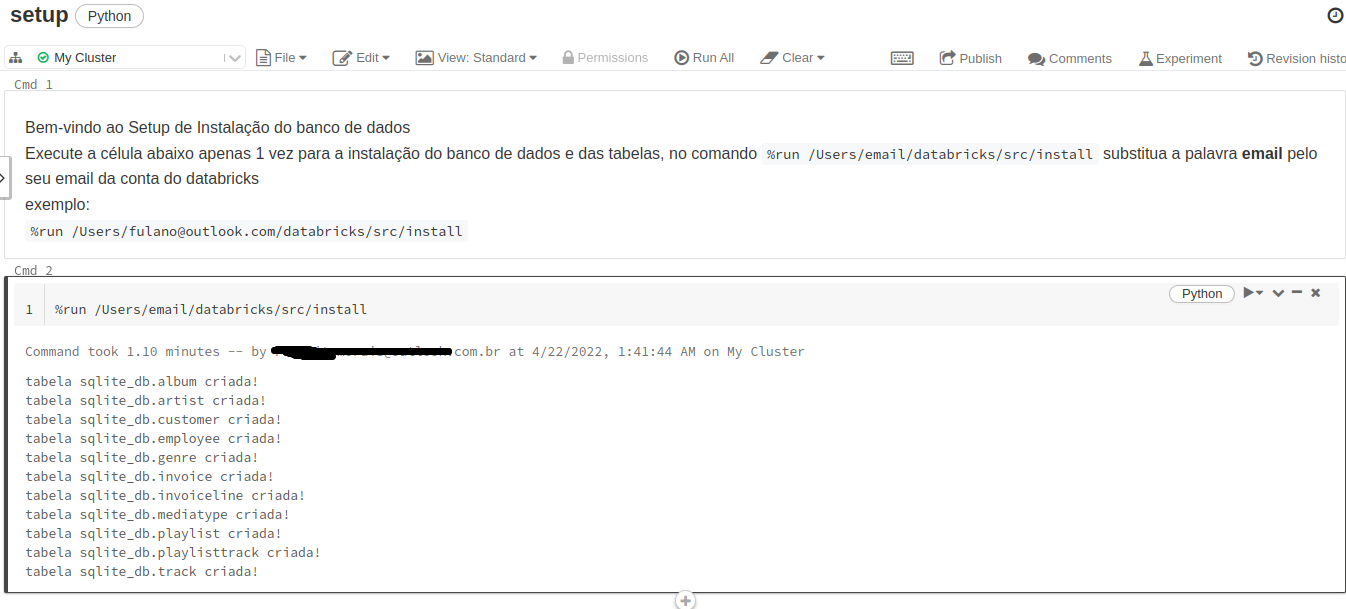 setup Python
My Cluster File Edit View: Standard Permissions Run All Clear Publish Comments Experiment Revision histo
Cmd 1
Bem-vindo ao Setup de Instalação do banco de dados
Execute a célula abaixo apenas 1 vez para a instalação do banco de dados e das tabelas, no comando %run /Users/email/databricks/src/install substitua a palavra email pelo
seu email da conta do databricks
exemplo:
%run /Users/fulano@outlook.com/databricks/src/install
Cmd 2
Python
1 %run /Users/email/databricks/src/install
Command took 1.10 minutes -- by com.br at 4/22/2022, 1:41:44 AM on My Cluster
tabela sqlite_db.album criada!
tabela sqlite_db.artist criada!
tabela sqlite_db.customer criada!
tabela sqlite_db.employee criada!
tabela sqlite_db.genre criada!
tabela sqlite_db.invoice criada!
tabela sqlite_db.invoiceline criada!
tabela sqlite_db.mediatype criada!
tabela sqlite_db.playlist criada!
tabela sqlite_db.playlisttrack criada!
tabela sqlite_db.track criada!